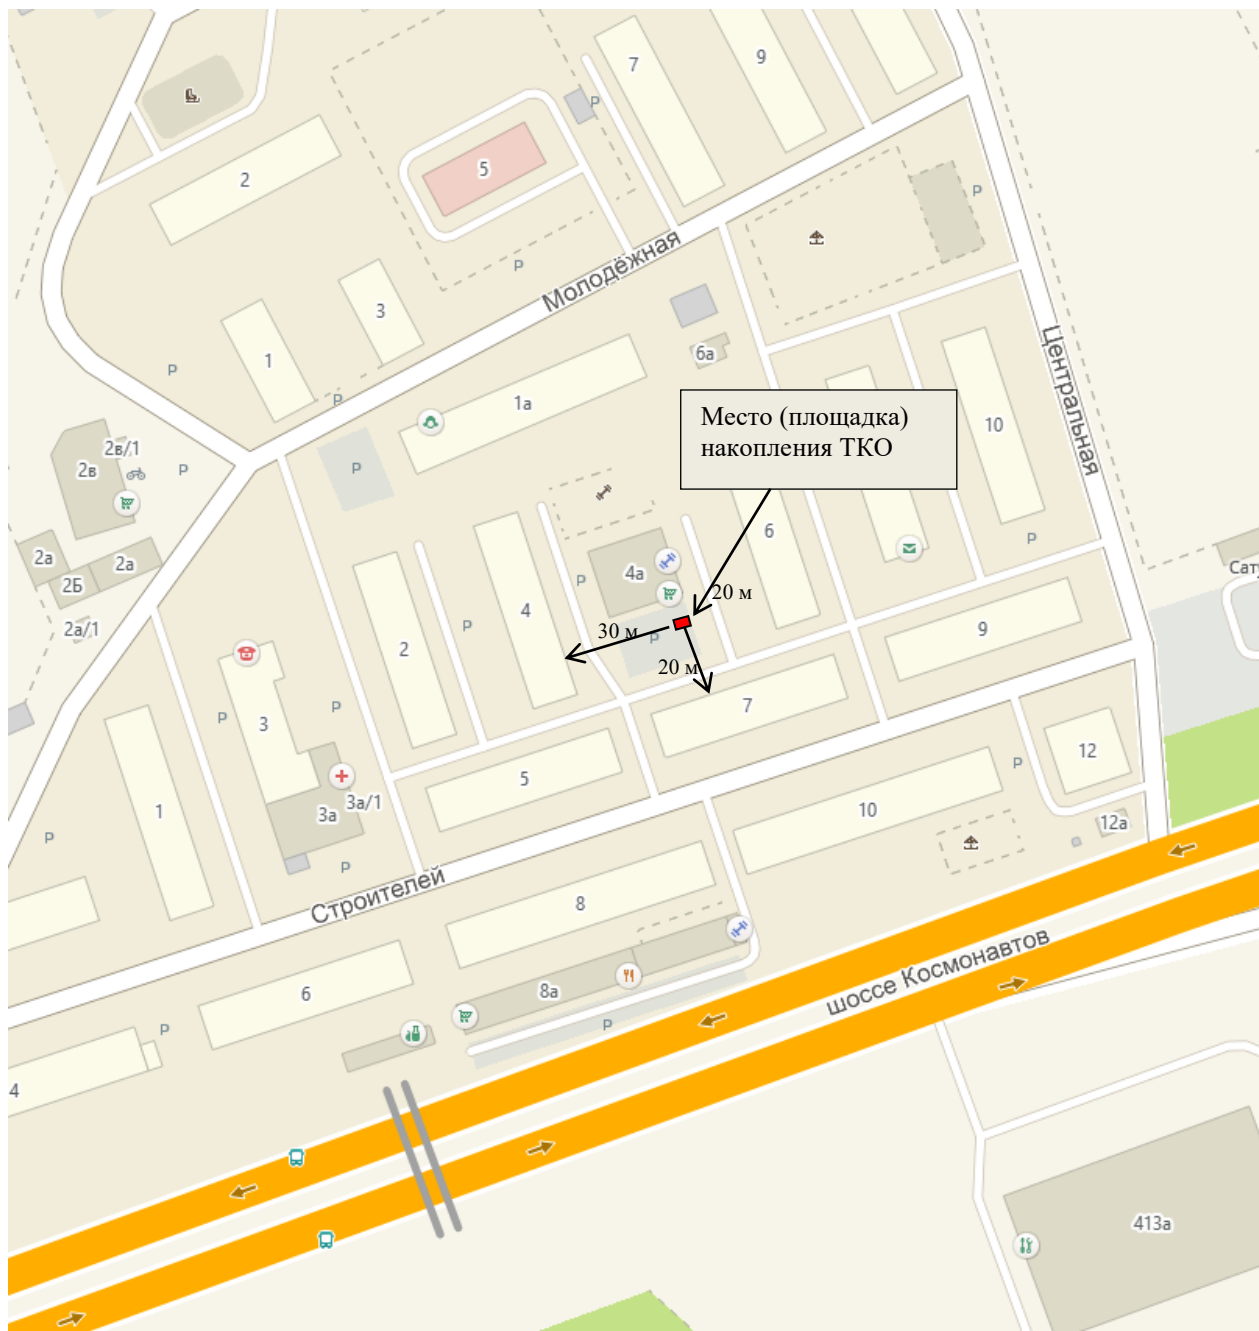 7
9
2
5
P
P
Молодёжная
P
3
6а
1
P
P
1а
Центральная
10
Место (площадка)
накопления ТКО
2в/1
2в
P
P
6
P
2а
2а
2Б
4а
P
20 м
4
2а/1
P
30 м
P
9
2
20 м
3
P
P
7
12
P
5
1
3а/1
3а
10
12а
P
P
Сату
Строителей
8
шоссе Космонавтов
8а
6
P
P
4
413а